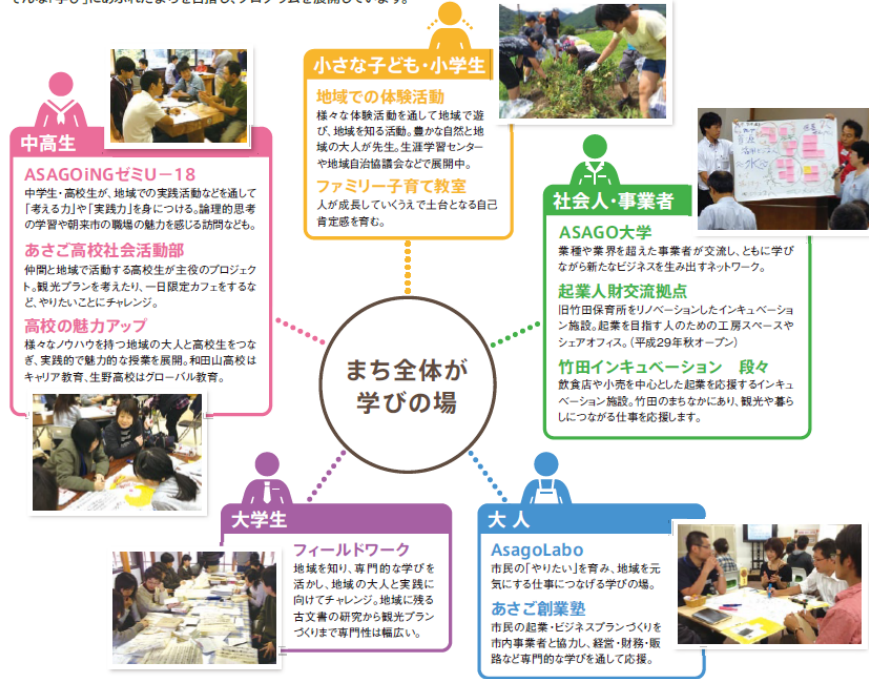 そんな「学び」にあふれたまちを目指し、プログラムを展開しています。
小さな子ども・小学生
地域での体験活動
様々な体験活動を通して地域で遊
び、地域を知る活動。豊かな自然と地
域の大人が先生。生涯学習センター
や地域自治協議会などで展開中。
ファミリー子育て教室
人が成長していくうえで土台となる自己
肯定感を育む。
中高生
ASAGOiNGゼミU－18
中学生・高校生が、地域での実践活動などを通して
「考える力」や「実践力」を身につける。論理的思考
の学習や朝来市の職場の魅力を感じる訪問なども。
あさご高校社会活動部
仲間と地域で活動する高校生が主役のプロジェク
ト。観光プランを考えたり、一日限定カフェをするな
ど、やりたいことにチャレンジ。
高校の魅力アップ
様々なノウハウを持つ地域の大人と高校生をつな
ぎ、実践的で魅力的な授業を展開。和田山高校は
キャリア教育、生野高校はグローバル教育。
社会人・事業者
ASAGO大学
業種や業界を超えた事業者が交流し、ともに学び
ながら新たなビジネスを生み出すネットワーク。
起業人財交流拠点
旧竹田保育所をリノベーションしたインキュベーショ
ン施設。起業を目指す人のための工房スペースや
シェアオフィス。（平成29年秋オープン）
竹田インキュベーション　段々
飲食店や小売を中心とした起業を応援するインキュ
ベーション施設。竹田のまちなかにあり、観光や暮ら
しにつながる仕事を応援します。
まち全体が
学びの場
大学生
フィールドワーク
地域を知り、専門的な学びを
活かし、地域の大人と実践に
向けてチャレンジ。地域に残る
古文書の研究から観光プラン
づくりまで専門性は幅広い。
大人
AsagoLabo
市民の「やりたい」を育み、地域を元
気にする仕事につなげる学びの場。
あさご創業塾
市民の起業・ビジネスプランづくりを
市内事業者と協力し、経営・財務・販
路など専門的な学びを通して応援。